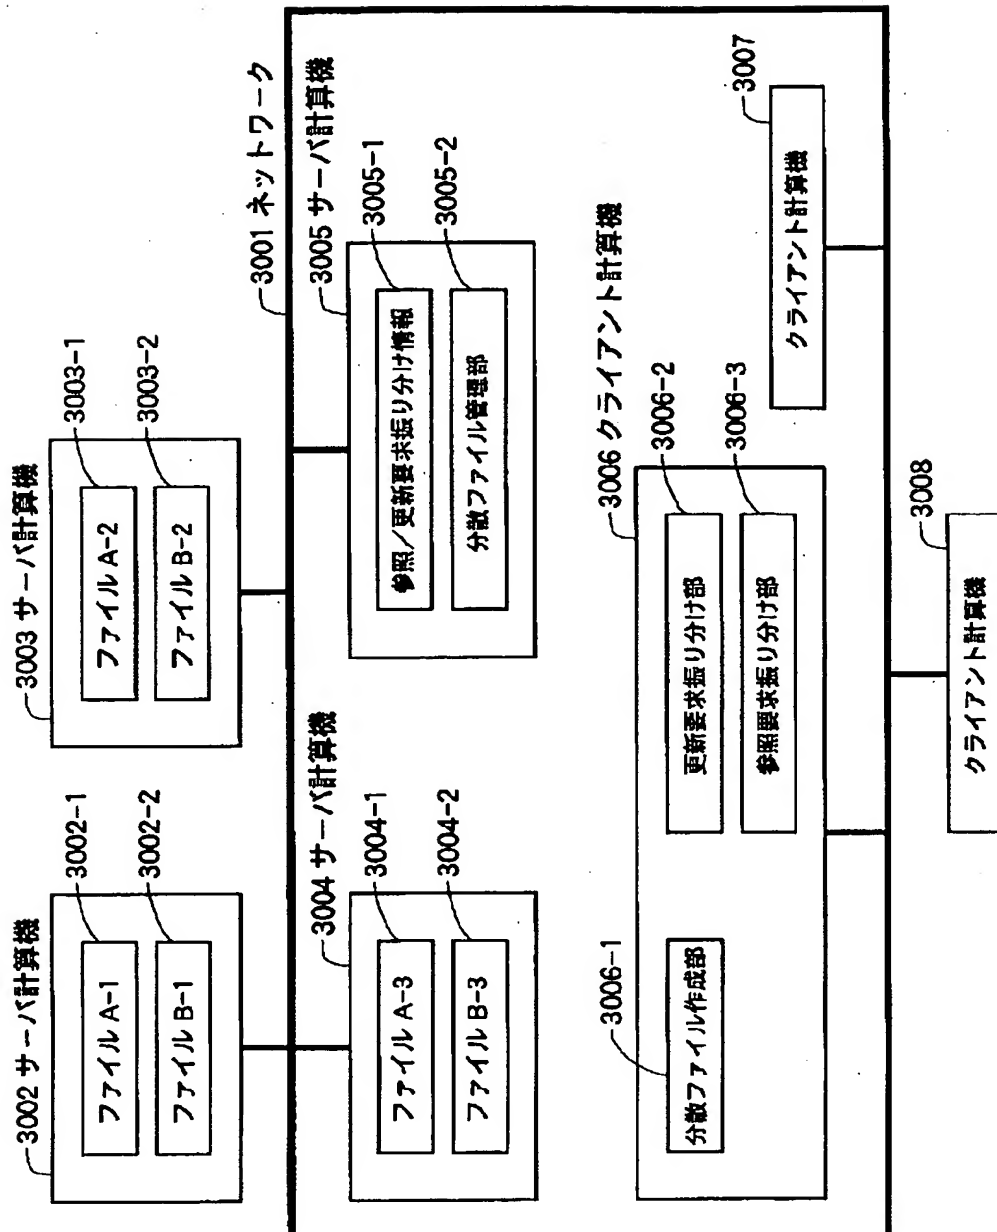 3002 サーバ計算機
3002-1
ファイル A-1
3002-2
ファイル B-1
3003 サーバ計算機
3003-1
ファイル A-2
3003-2
ファイル B-2
3001 ネットワーク
3004 サーバ計算機
3004-1
ファイル A-3
3004-2
ファイル B-3
3005 サーバ計算機
3005-1
参照／更新要求振り分け情報
3005-2
分散ファイル管理部
3006 クライアント計算機
3006-1
分散ファイル作成部
3006-2
更新要求振り分け部
3006-3
参照要求振り分け部
3007
クライアント計算機
3008
クライアント計算機